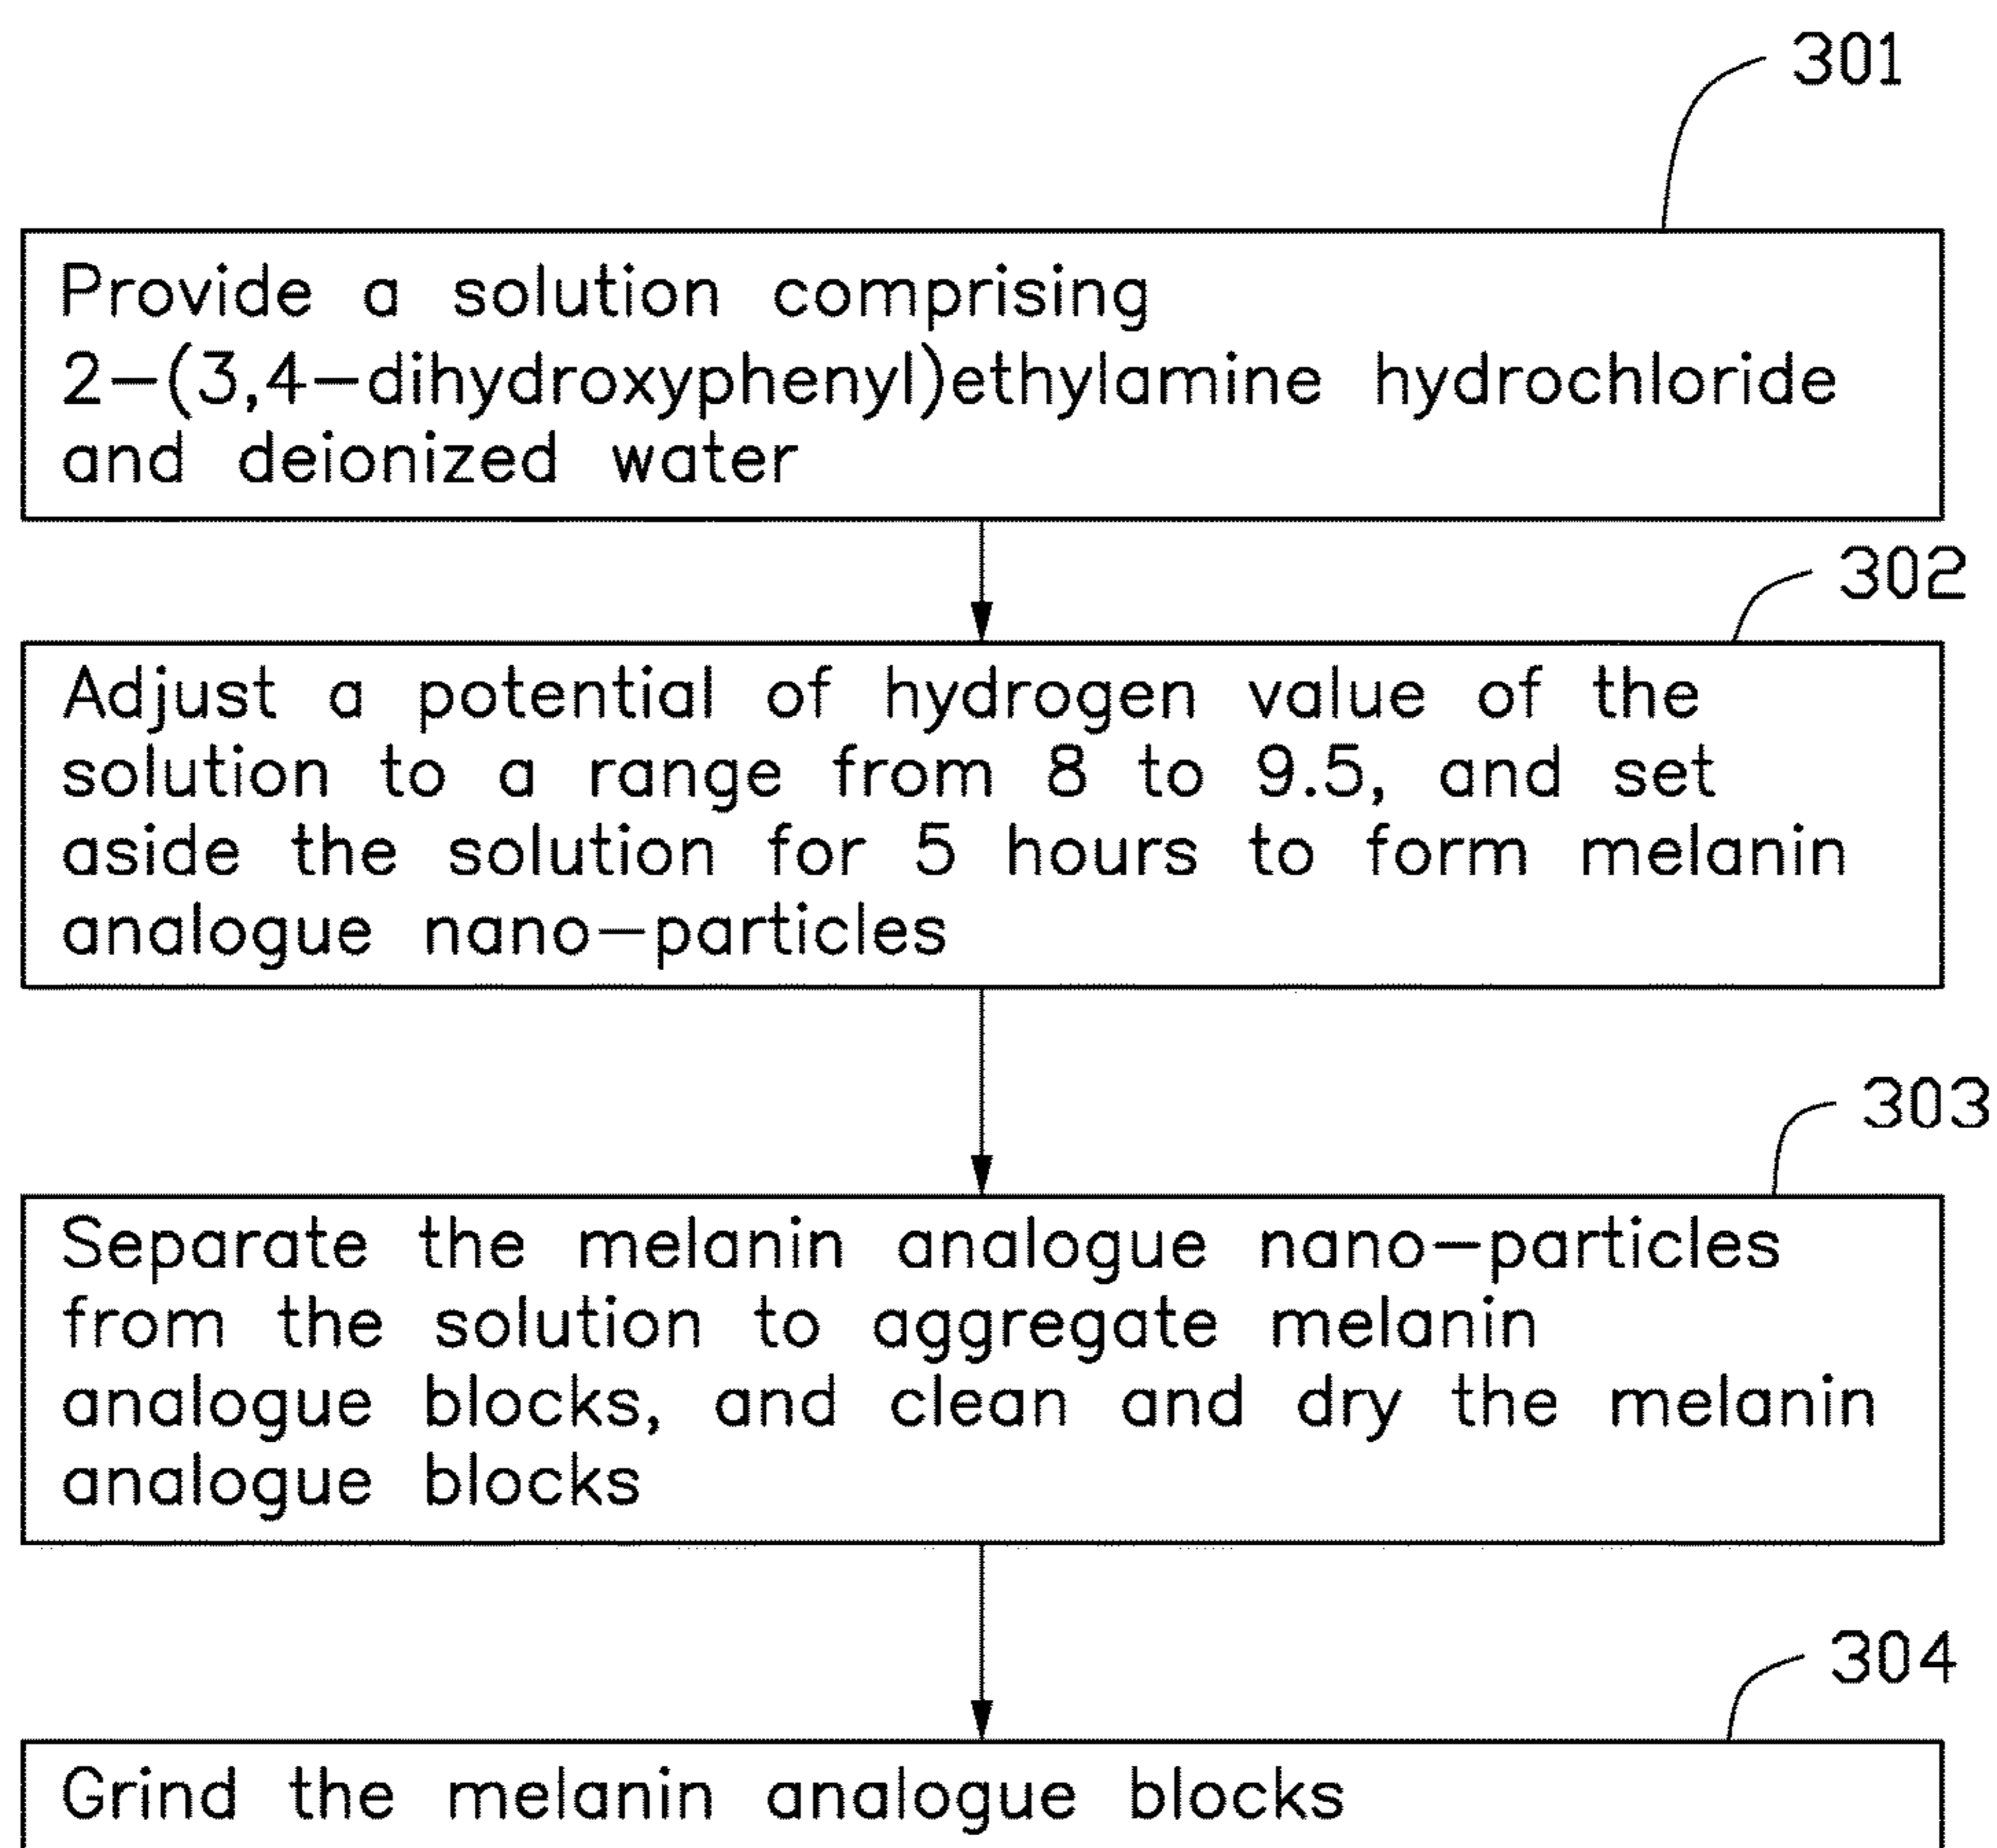 301
Provide a solution comprising
2-(3,4-dihydroxyphenyl)ethylamine hydrochloride
and deionized water
302
Adjust a potential of hydrogen value of the
solution to a range from 8 to 9.5, and set
aside the solution for 5 hours to form melanin
analogue nano-particles
303
Separate the melanin analogue nano-particles
from the solution to aggregate melanin
analogue blocks, and clean and dry the melanin
analogue blocks
304
Grind the melanin analogue blocks